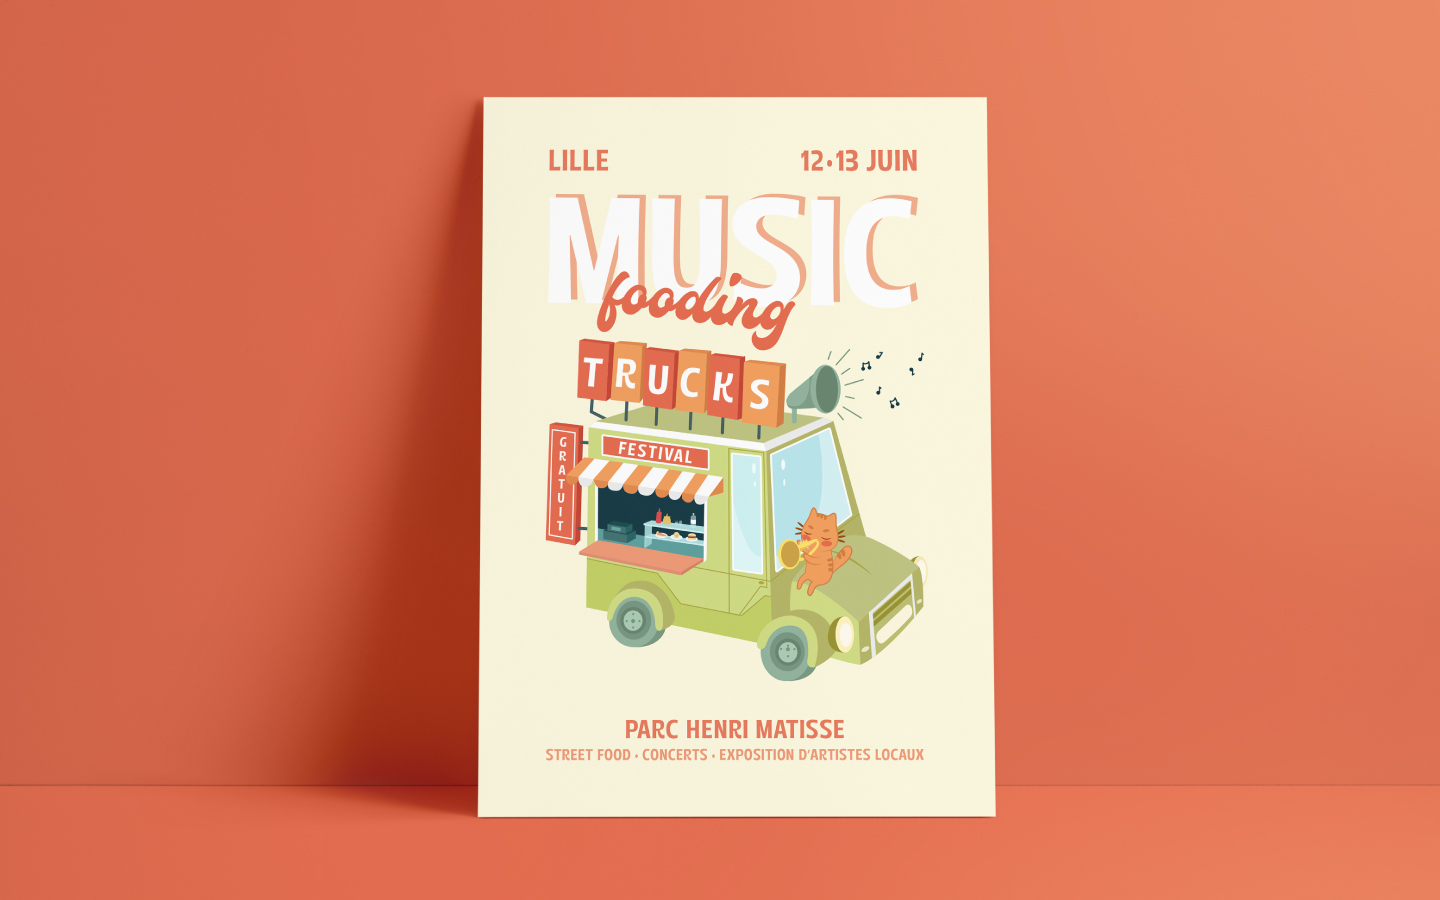 LILLE
12•13 JUIN
MUSIC
fooding
TRUCKS
GRATUIT
FESTIVAL
PARC HENRI MATISSE
STREET FOOD • CONCERTS • EXPOSITION D'ARTISTES LOCAUX